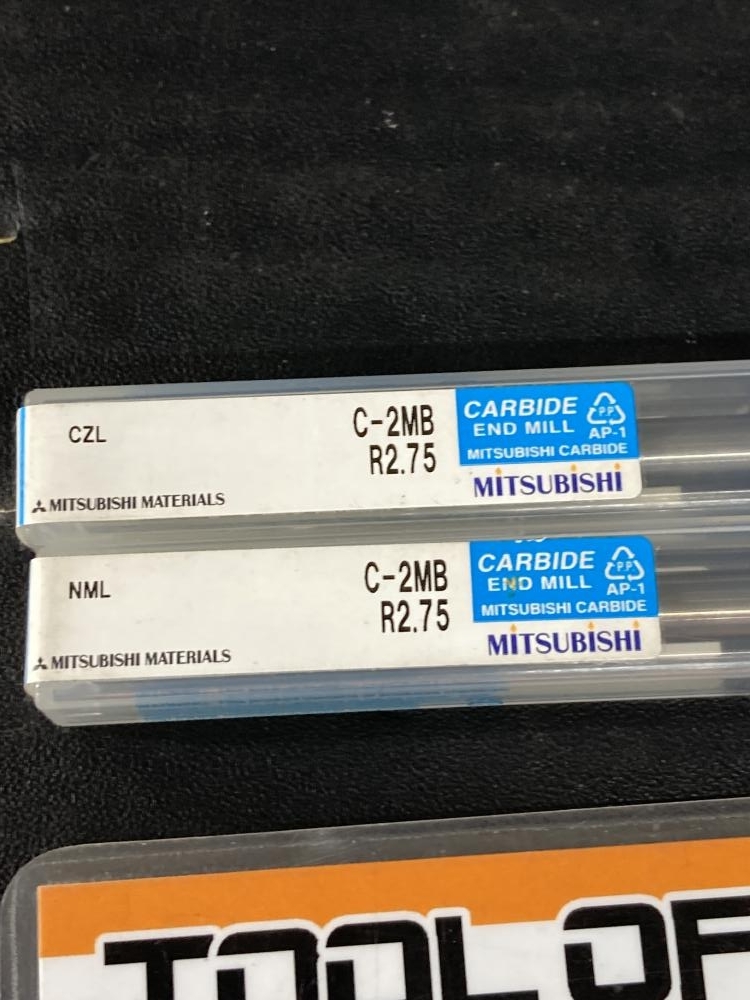 CZL
C-2MB
R2.75
MITSUBISHI MATERIALS
CARBIDE
END MILL
PP
AP-1
MITSUBISHI CARBIDE
MITSUBISHI
NML
C-2MB
R2.75
MITSUBISHI MATERIALS
CARBIDE
END MILL
PP
AP-1
MITSUBISHI CARBIDE
MITSUBISHI
TOOL